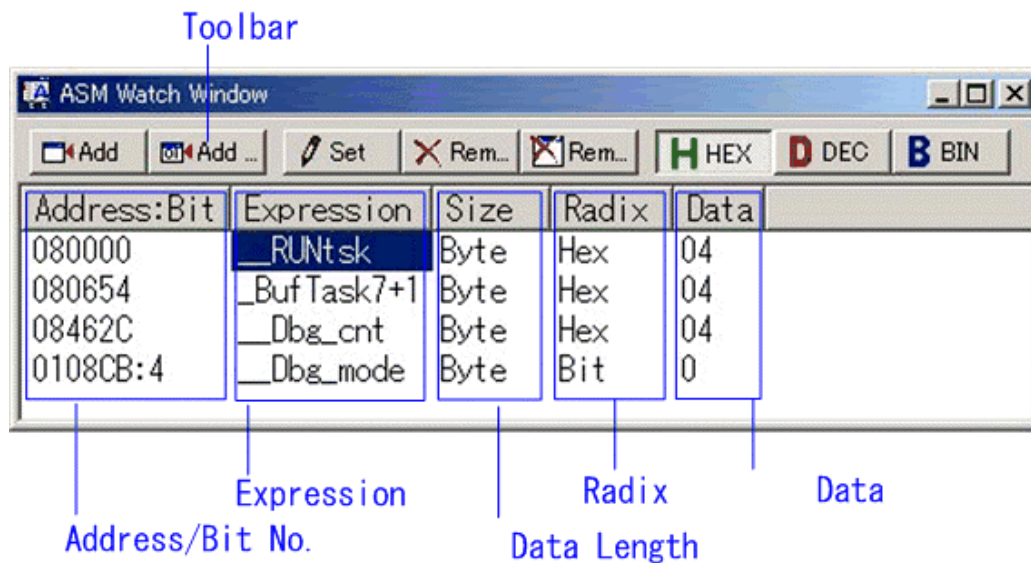 Toolbar
ASM Watch Window
Add Add ... Set Rem... Rem... H HEX D DEC B BIN
Address:Bit Expression Size Radix Data
080000 __RUNtsk Byte Hex 04
080654 _BufTask7+1 Byte Hex 04
08462C __Dbg_cnt Byte Hex 04
0108CB:4 __Dbg_mode Byte Bit 0
Expression Radix Data
Address/Bit No. Data Length